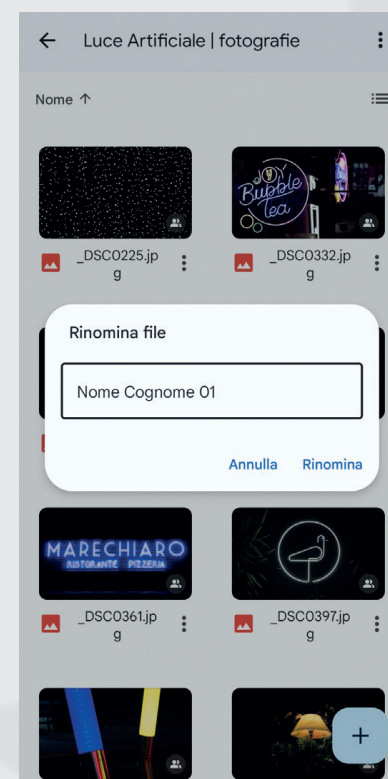 Luce Artificiale | fotografie
Nome ↑
Bubble
tea
_DSC0225.jp
g
_DSC0332.jp
g
Rinomina file
Nome Cognome 01
Annulla
Rinomina
MARECHIARO
RISTORANTE PIZZERIA
_DSC0361.jp
g
_DSC0397.jp
g